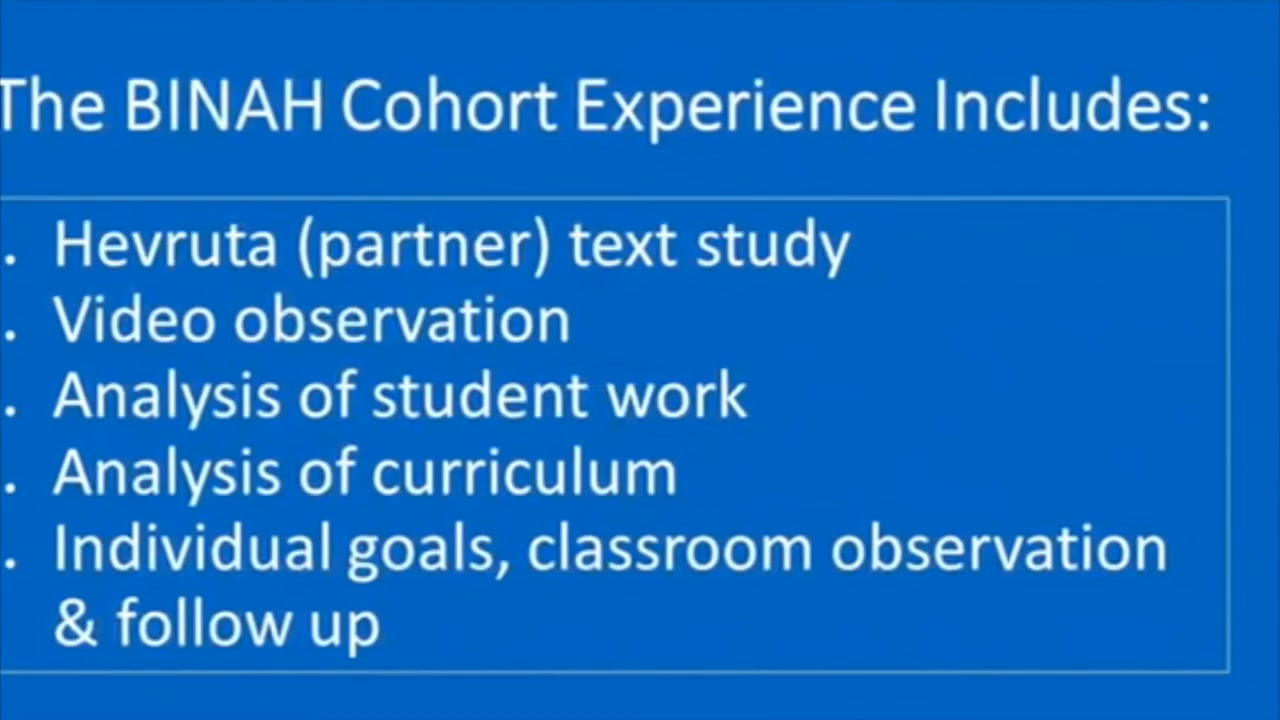 The BINAH Cohort Experience Includes:
. Hevruta (partner) text study
. Video observation
. Analysis of student work
. Analysis of curriculum
. Individual goals, classroom observation
& follow up